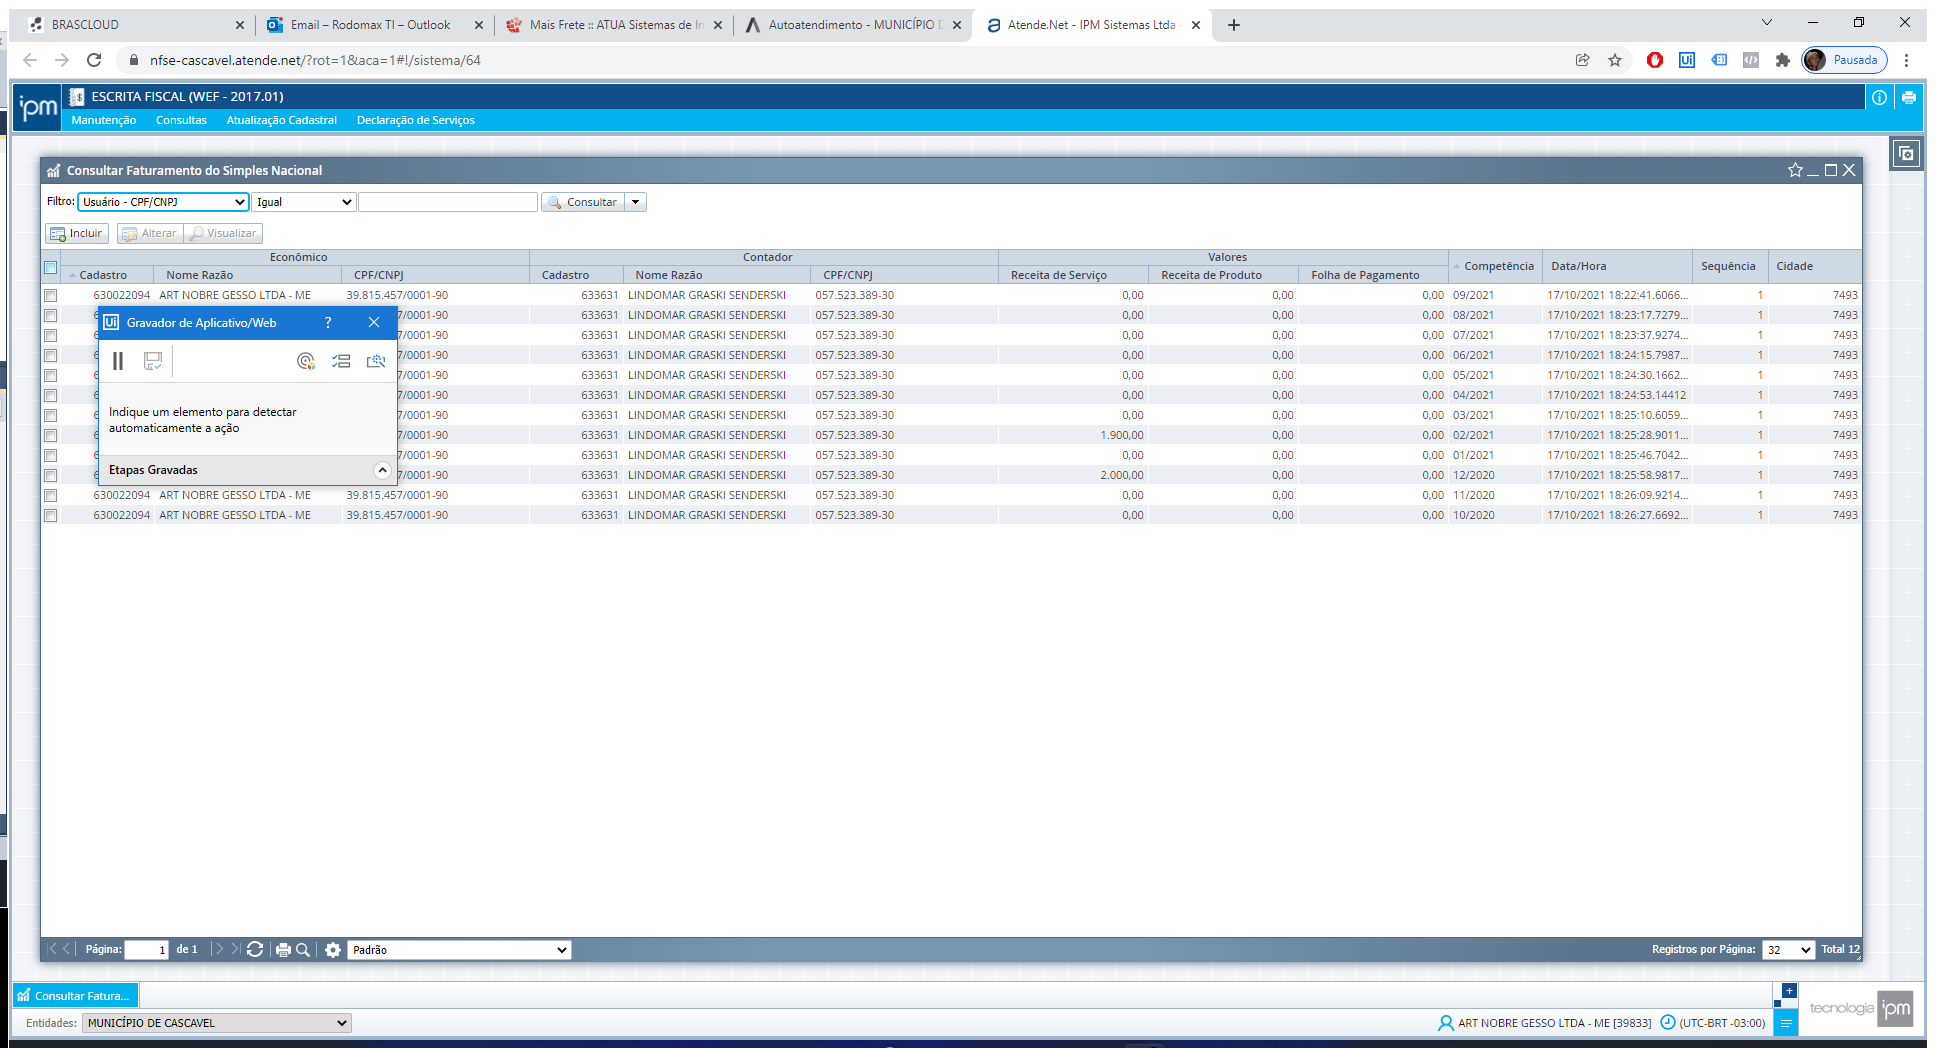 BRASCLOUD
Email – Rodomax TI – Outlook
Mais Frete :: ATUA Sistemas de In
Autoatendimento - MUNICÍPIO D
Atende.Net - IPM Sistemas Ltda
nfse-cascavel.atende.net/?rot=1&aca=1#!/sistema/64
Pausada
ipm
ESCRITA FISCAL (WEF - 2017.01)
Manutenção Consultas Atualização Cadastral Declaração de Serviços
Consultar Faturamento do Simples Nacional
Filtro: Usuário - CPF/CNPJ Igual Consultar
Incluir Alterar Visualizar
Econômico Contador Valores
Cadastro Nome Razão CPF/CNPJ Cadastro Nome Razão CPF/CNPJ Receita de Serviço Receita de Produto Folha de Pagamento Competência Data/Hora Sequência Cidade
630022094 ART NOBRE GESSO LTDA - ME 39.815.457/0001-90 633631 LINDOMAR GRASKI SENDERSKI 057.523.389-30 0,00 0,00 0,00 09/2021 17/10/2021 18:22:41.6066... 1 7493
7/0001-90 633631 LINDOMAR GRASKI SENDERSKI 057.523.389-30 0,00 0,00 0,00 08/2021 17/10/2021 18:23:17.7279... 1 7493
7/0001-90 633631 LINDOMAR GRASKI SENDERSKI 057.523.389-30 0,00 0,00 0,00 07/2021 17/10/2021 18:23:37.9274... 1 7493
7/0001-90 633631 LINDOMAR GRASKI SENDERSKI 057.523.389-30 0,00 0,00 0,00 06/2021 17/10/2021 18:24:15.7987... 1 7493
7/0001-90 633631 LINDOMAR GRASKI SENDERSKI 057.523.389-30 0,00 0,00 0,00 05/2021 17/10/2021 18:24:30.1662... 1 7493
7/0001-90 633631 LINDOMAR GRASKI SENDERSKI 057.523.389-30 0,00 0,00 0,00 04/2021 17/10/2021 18:24:53.14412 1 7493
7/0001-90 633631 LINDOMAR GRASKI SENDERSKI 057.523.389-30 0,00 0,00 0,00 03/2021 17/10/2021 18:25:10.6059... 1 7493
7/0001-90 633631 LINDOMAR GRASKI SENDERSKI 057.523.389-30 1.900,00 0,00 0,00 02/2021 17/10/2021 18:25:28.9011... 1 7493
7/0001-90 633631 LINDOMAR GRASKI SENDERSKI 057.523.389-30 0,00 0,00 0,00 01/2021 17/10/2021 18:25:46.7042... 1 7493
7/0001-90 633631 LINDOMAR GRASKI SENDERSKI 057.523.389-30 2.000,00 0,00 0,00 12/2020 17/10/2021 18:25:58.9817... 1 7493
630022094 ART NOBRE GESSO LTDA - ME 39.815.457/0001-90 633631 LINDOMAR GRASKI SENDERSKI 057.523.389-30 0,00 0,00 0,00 11/2020 17/10/2021 18:26:09.9214... 1 7493
630022094 ART NOBRE GESSO LTDA - ME 39.815.457/0001-90 633631 LINDOMAR GRASKI SENDERSKI 057.523.389-30 0,00 0,00 0,00 10/2020 17/10/2021 18:26:27.6692... 1 7493
Ui Gravador de Aplicativo/Web ?
Indique um elemento para detectar
automaticamente a ação
Etapas Gravadas
Página: 1 de 1 Padrão Registros por Página: 32 Total 12
Consultar Fatura...
Entidades: MUNICÍPIO DE CASCAVEL ART NOBRE GESSO LTDA - ME [39833] (UTC-BRT -03:00)
tecnologia ipm